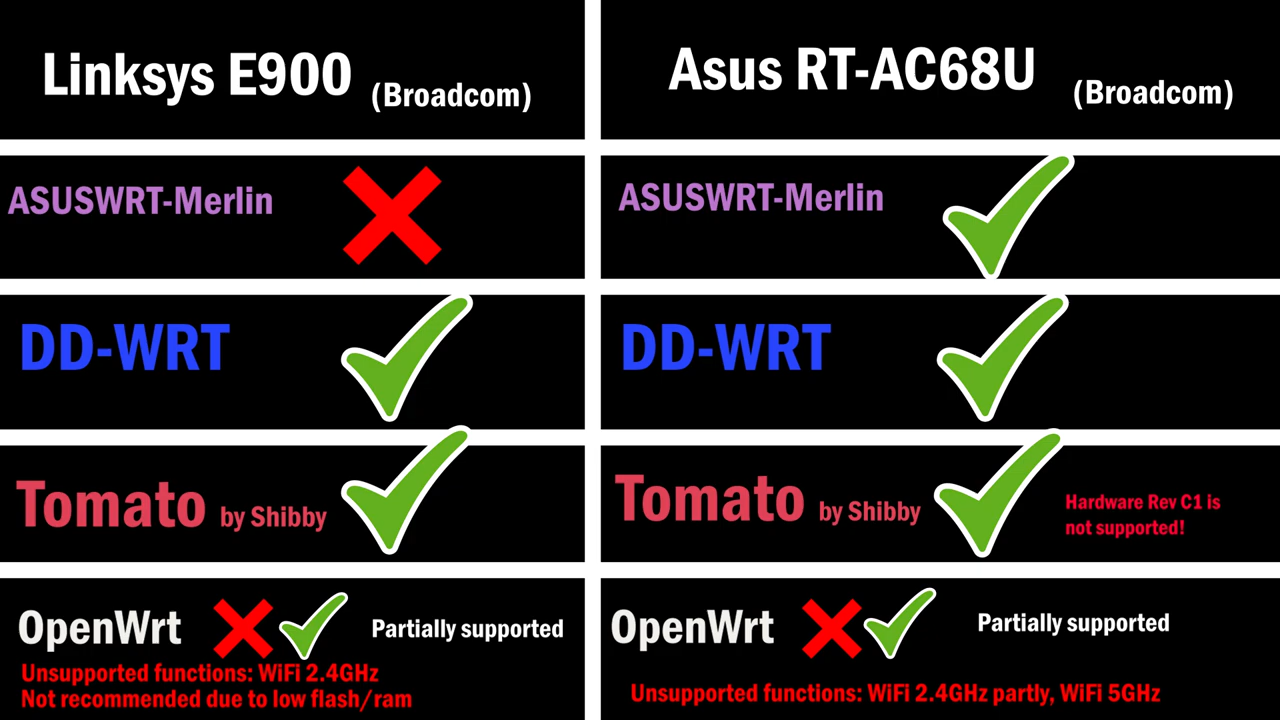 Linksys E900 (Broadcom)
Asus RT-AC68U (Broadcom)
ASUSWRT-Merlin
ASUSWRT-Merlin
DD-WRT
DD-WRT
Tomato by Shibby
Tomato by Shibby
Hardware Rev C1 is
not supported!
OpenWrt
Partially supported
Unsupported functions: WiFi 2.4GHz
Not recommended due to low flash/ram
OpenWrt
Partially supported
Unsupported functions: WiFi 2.4GHz partly, WiFi 5GHz